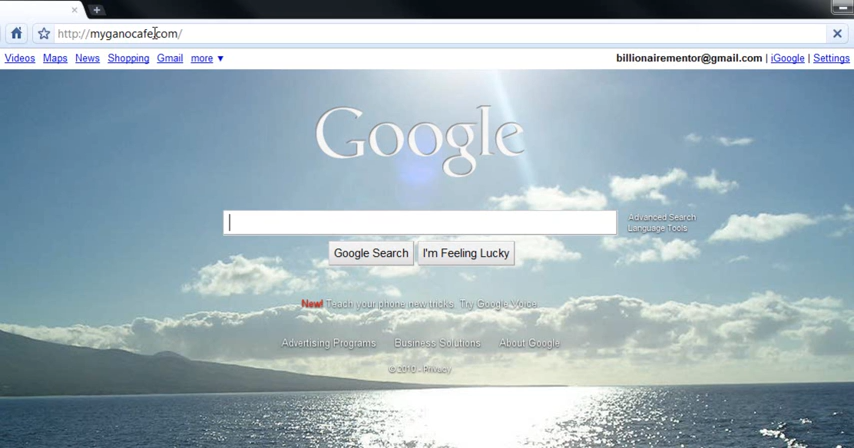 http://myganocafe.com/
Videos Maps News Shopping Gmail more ▼ billionairementor@gmail.com | iGoogle | Settings
Google
Advanced Search
Language Tools
Google Search I'm Feeling Lucky
New! Teach your phone new tricks. Try Google Voice
Advertising Programs Business Solutions About Google
© 2010 - Privacy